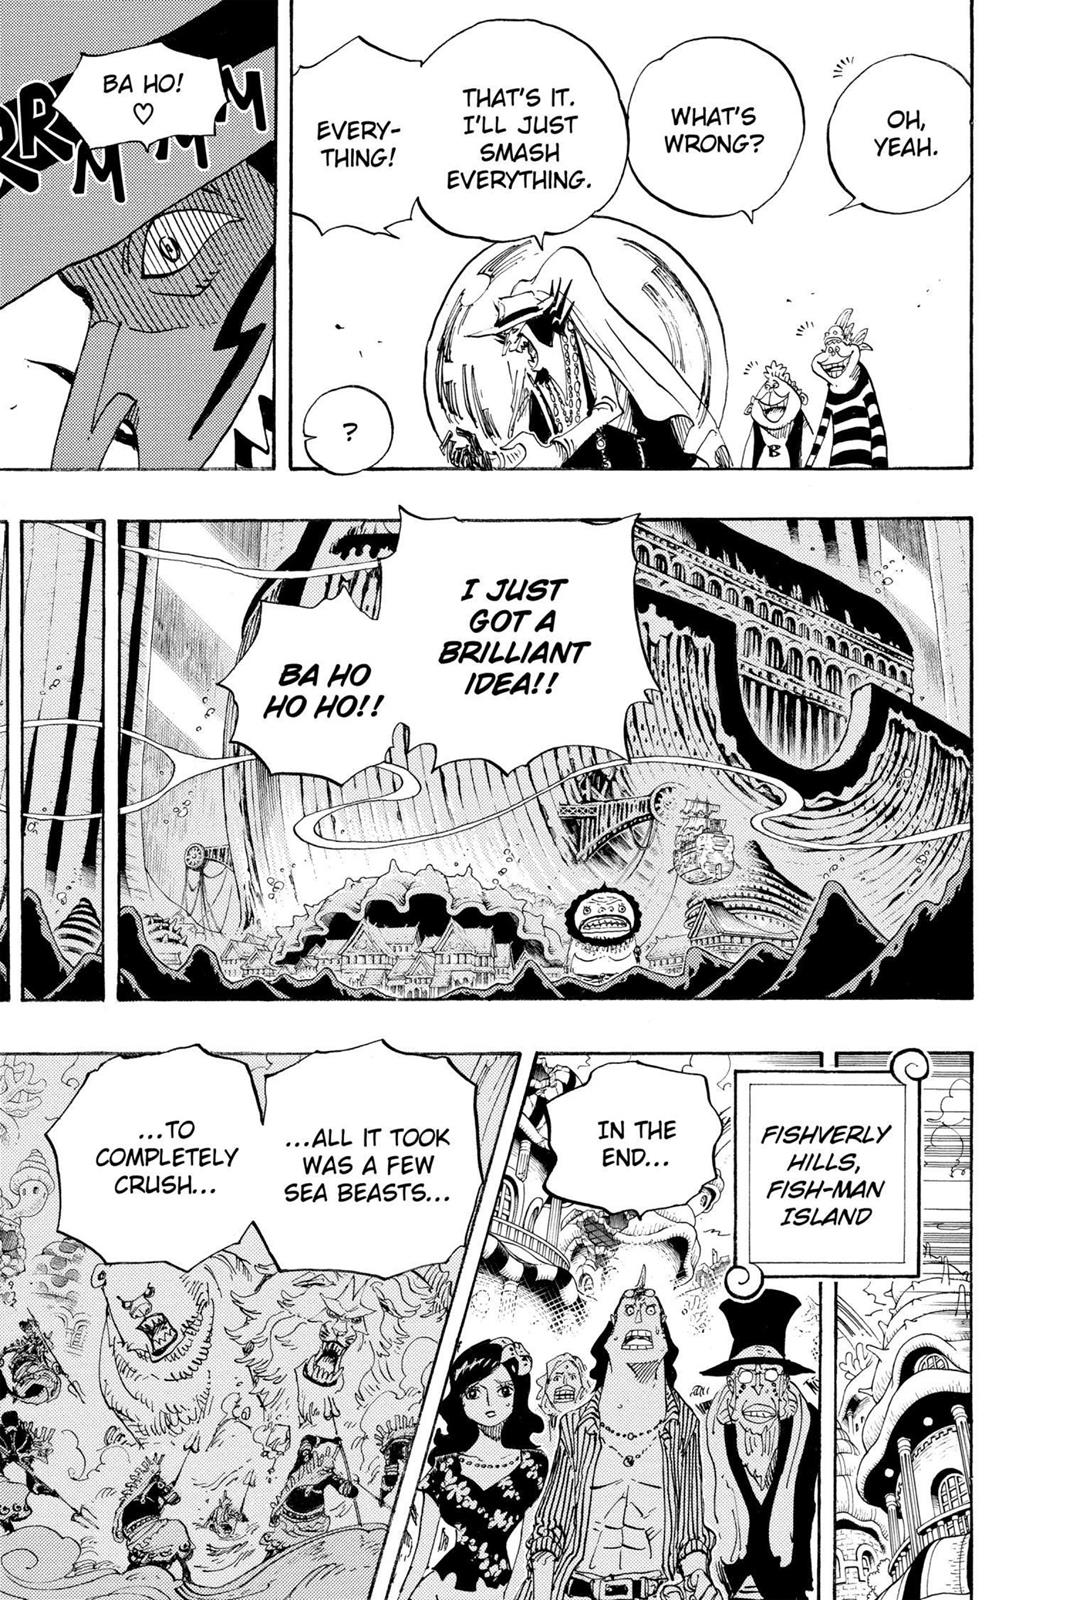 OH,
YEAH.
WHAT'S
WRONG?
THAT'S IT.
I'LL JUST
SMASH
EVERYTHING.
EVERY-
THING!
?
B
BA HO!
♡
I JUST
GOT A
BRILLIANT
IDEA!!
BA HO
HO HO!!
FISHVERLY
HILLS,
FISH-MAN
ISLAND
IN THE
END...
...ALL IT TOOK
WAS A FEW
SEA BEASTS...
...TO
COMPLETELY
CRUSH...